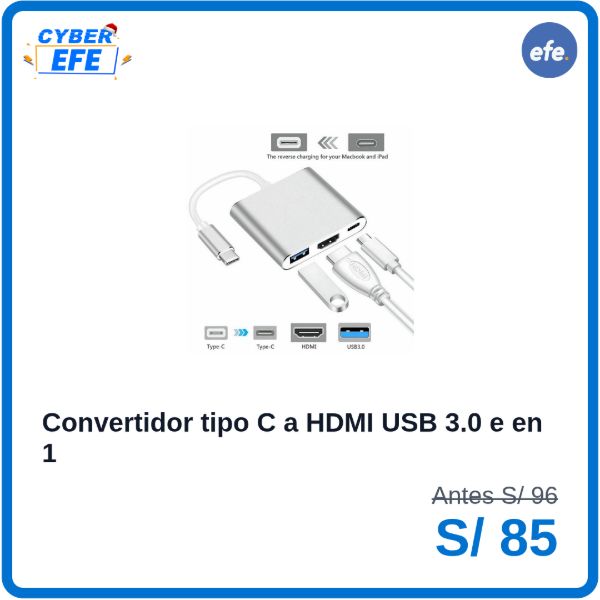 CYBER
EFE
efe.
The reverse charging for your Macbook and iPad
HDMI
Type-C
Type-C
HDMI
USB3.0
Convertidor tipo C a HDMI USB 3.0 e en
1
Antes S/ 96
S/ 85